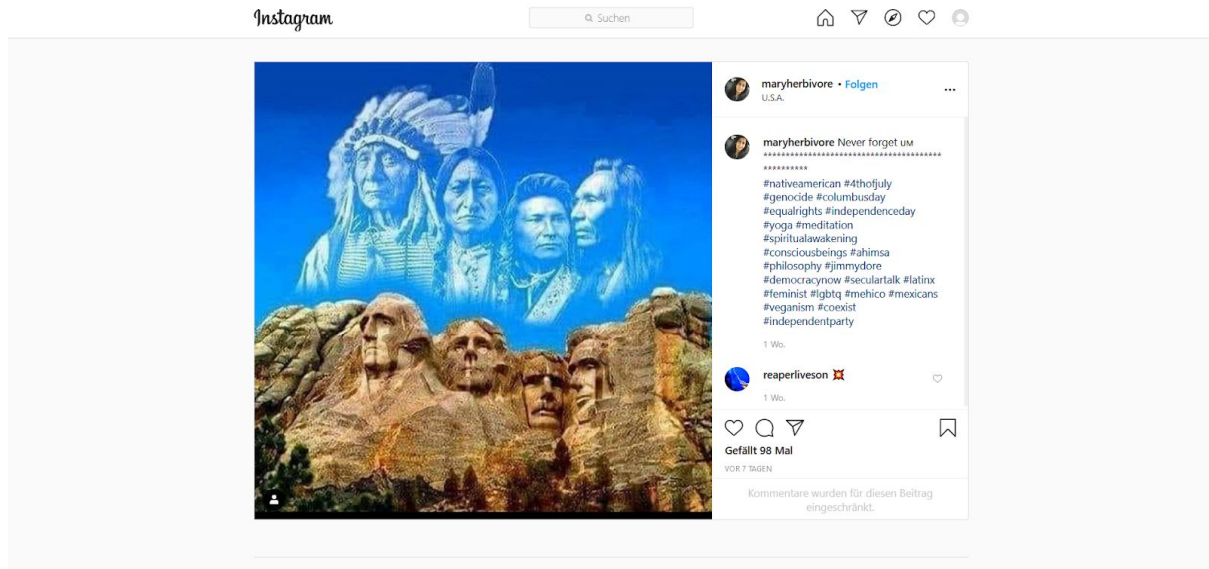 Instagram
Suchen
maryherbivore • Folgen
U.S.A.
maryherbivore Never forget ᴜᴍ
****************************************
**********
#nativeamerican #4thofjuly
#genocide #columbusday
#equalrights #independenceday
#yoga #meditation
#spiritualawakening
#consciousbeings #ahimsa
#philosophy #jimmydore
#democracynow #seculartalk #latinx
#feminist #lgbtq #mehico #mexicans
#veganism #coexist
#independentparty
1 Wo.
reaperliveson 💥
1 Wo.
Gefällt 98 Mal
VOR 7 TAGEN
Kommentare wurden für diesen Beitrag
eingeschränkt.